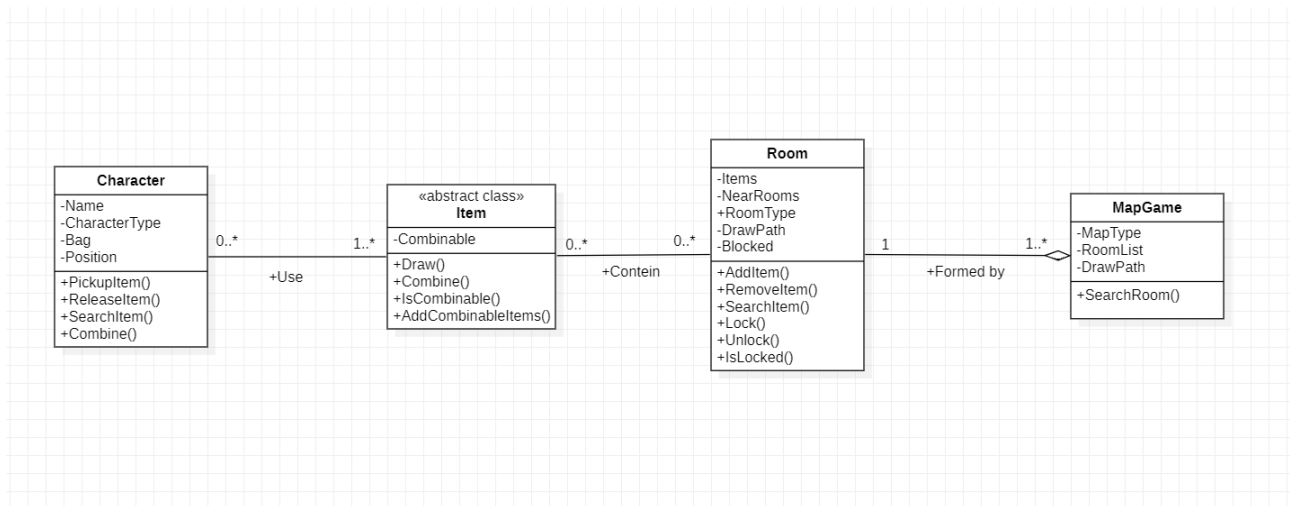 Character
-Name
-CharacterType
-Bag
-Position
+PickupItem()
+ReleaseItem()
+SearchItem()
+Combine()
0..*
1..*
+Use
«abstract class»
Item
-Combinable
+Draw()
+Combine()
+IsCombinable()
+AddCombinableItems()
0..*
0..*
+Contein
Room
-Items
-NearRooms
+RoomType
-DrawPath
-Blocked
+AddItem()
+RemoveItem()
+SearchItem()
+Lock()
+Unlock()
+IsLocked()
1
1..*
+Formed by
MapGame
-MapType
-RoomList
-DrawPath
+SearchRoom()